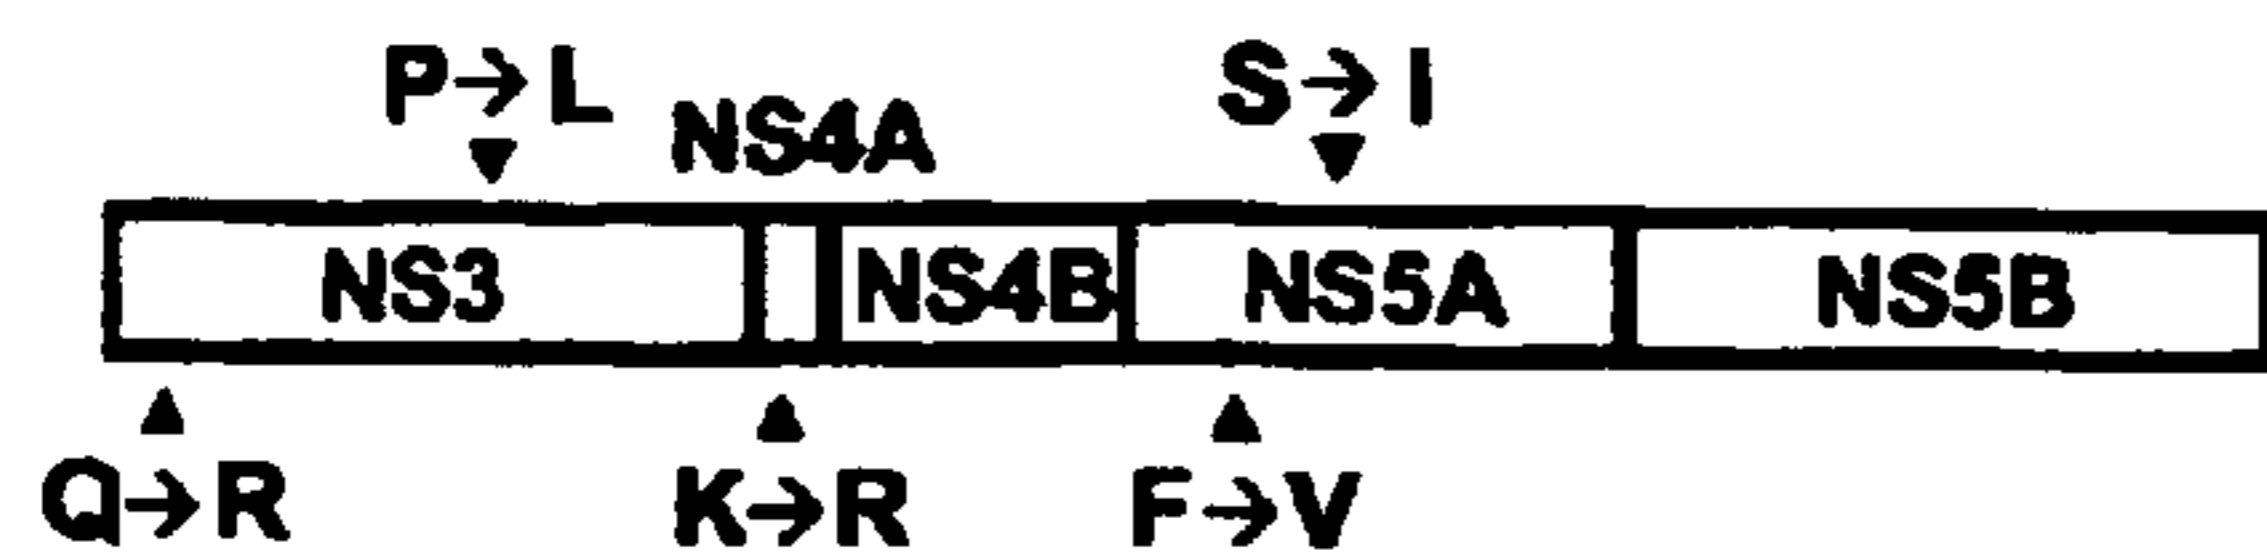 P→L NS4A S→I
NS3 NS4B NS5A NS5B
Q→R K→R F→V